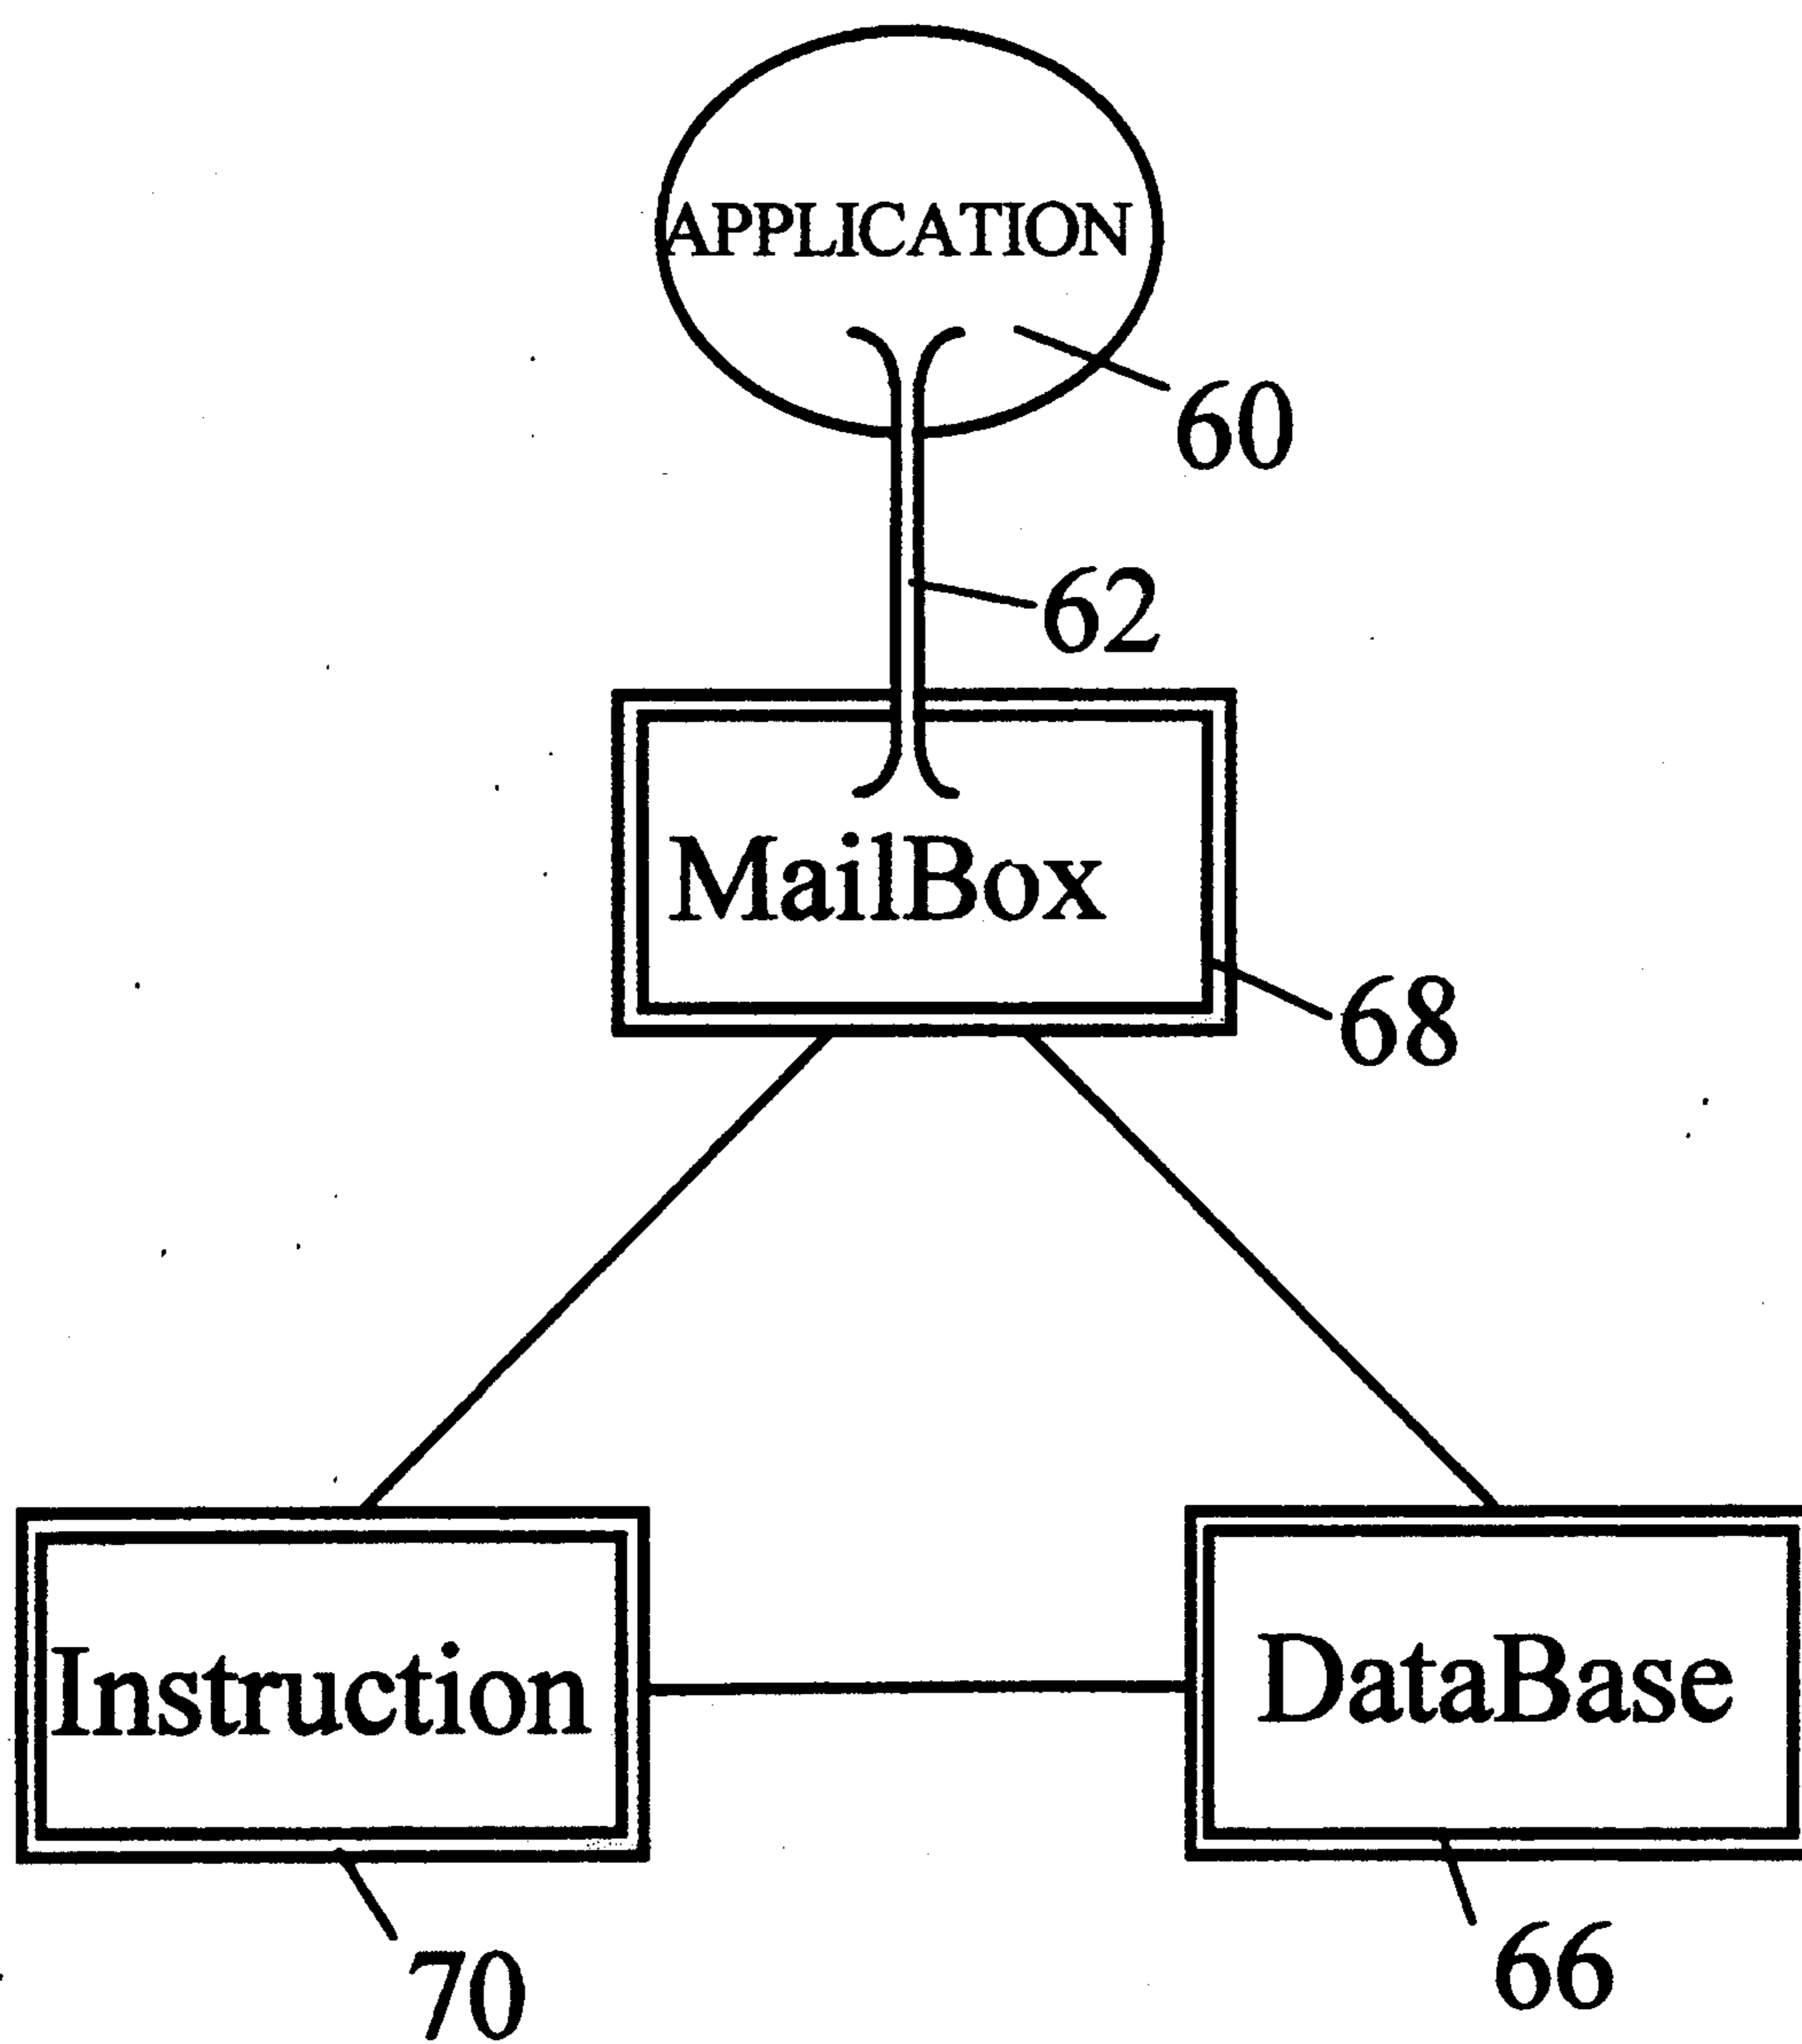 APPLICATION
60
62
MailBox
68
Instruction
DataBase
70
66